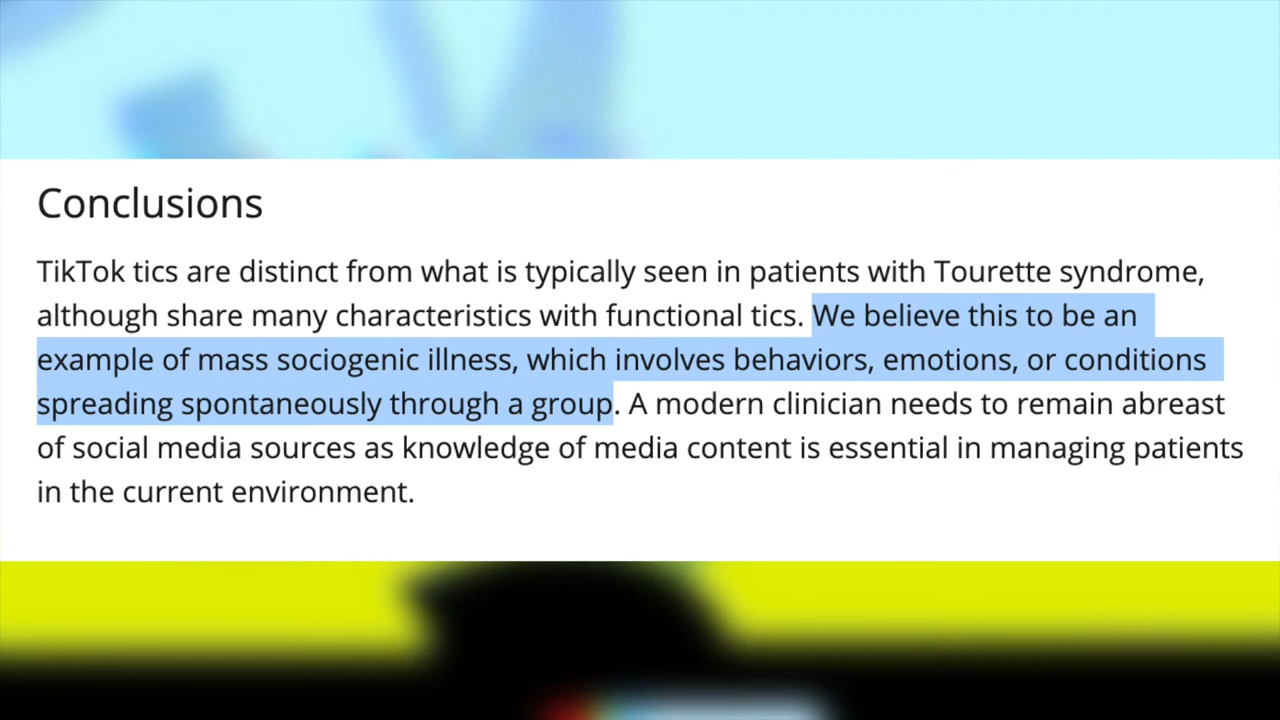 Conclusions
TikTok tics are distinct from what is typically seen in patients with Tourette syndrome,
although share many characteristics with functional tics. We believe this to be an
example of mass sociogenic illness, which involves behaviors, emotions, or conditions
spreading spontaneously through a group. A modern clinician needs to remain abreast
of social media sources as knowledge of media content is essential in managing patients
in the current environment.